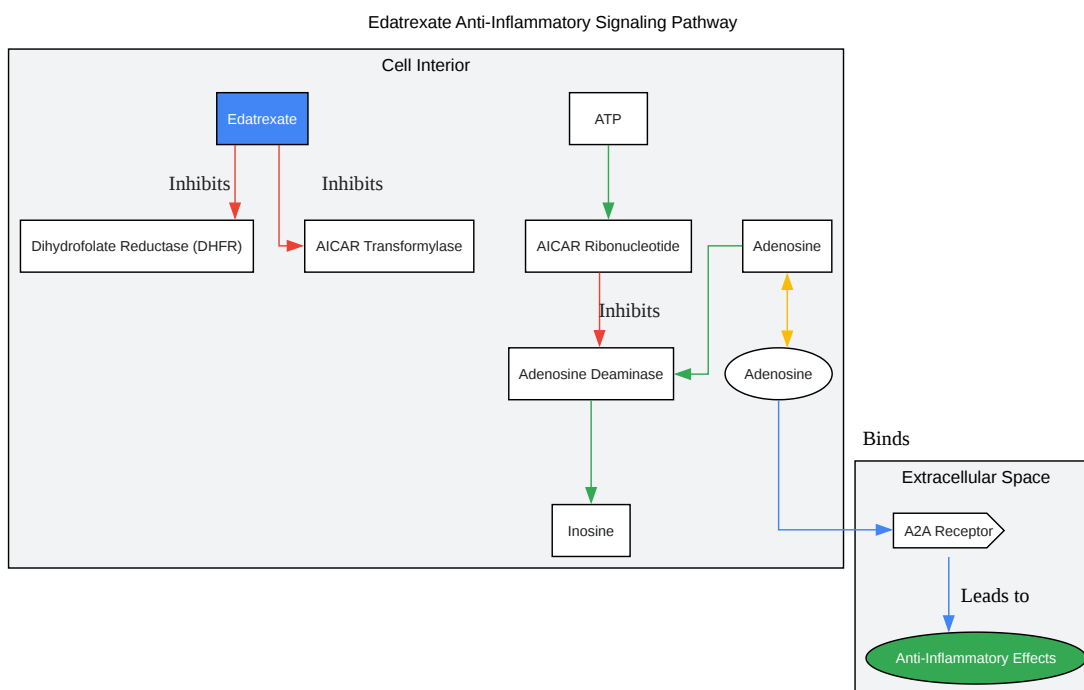 Edatrexate Anti-Inflammatory Signaling Pathway
Cell Interior
Edatrexate
ATP
Inhibits
Inhibits
Dihydrofolate Reductase (DHFR)
AICAR Transformylase
AICAR Ribonucleotide
Adenosine
Inhibits
Adenosine Deaminase
Adenosine
Binds
Extracellular Space
Inosine
A2A Receptor
Leads to
Anti-Inflammatory Effects